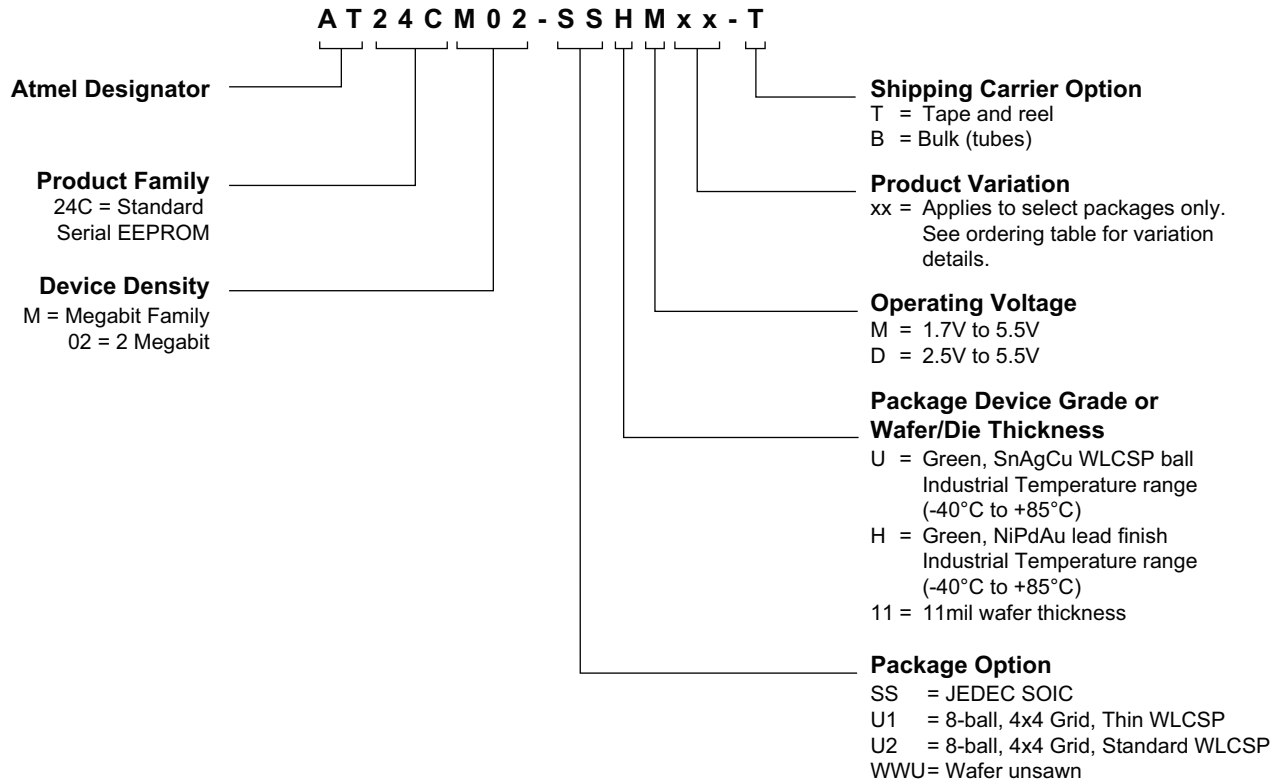 AT24CM02-SSHMxx-T
Atmel Designator
Product Family
24C = Standard
Serial EEPROM
Device Density
M = Megabit Family
02 = 2 Megabit
Shipping Carrier Option
T = Tape and reel
B = Bulk (tubes)
Product Variation
xx = Applies to select packages only.
See ordering table for variation
details.
Operating Voltage
M = 1.7V to 5.5V
D = 2.5V to 5.5V
Package Device Grade or
Wafer/Die Thickness
U = Green, SnAgCu WLCSP ball
Industrial Temperature range
(-40°C to +85°C)
H = Green, NiPdAu lead finish
Industrial Temperature range
(-40°C to +85°C)
11 = 11mil wafer thickness
Package Option
SS = JEDEC SOIC
U1 = 8-ball, 4x4 Grid, Thin WLCSP
U2 = 8-ball, 4x4 Grid, Standard WLCSP
WWU= Wafer unsawn